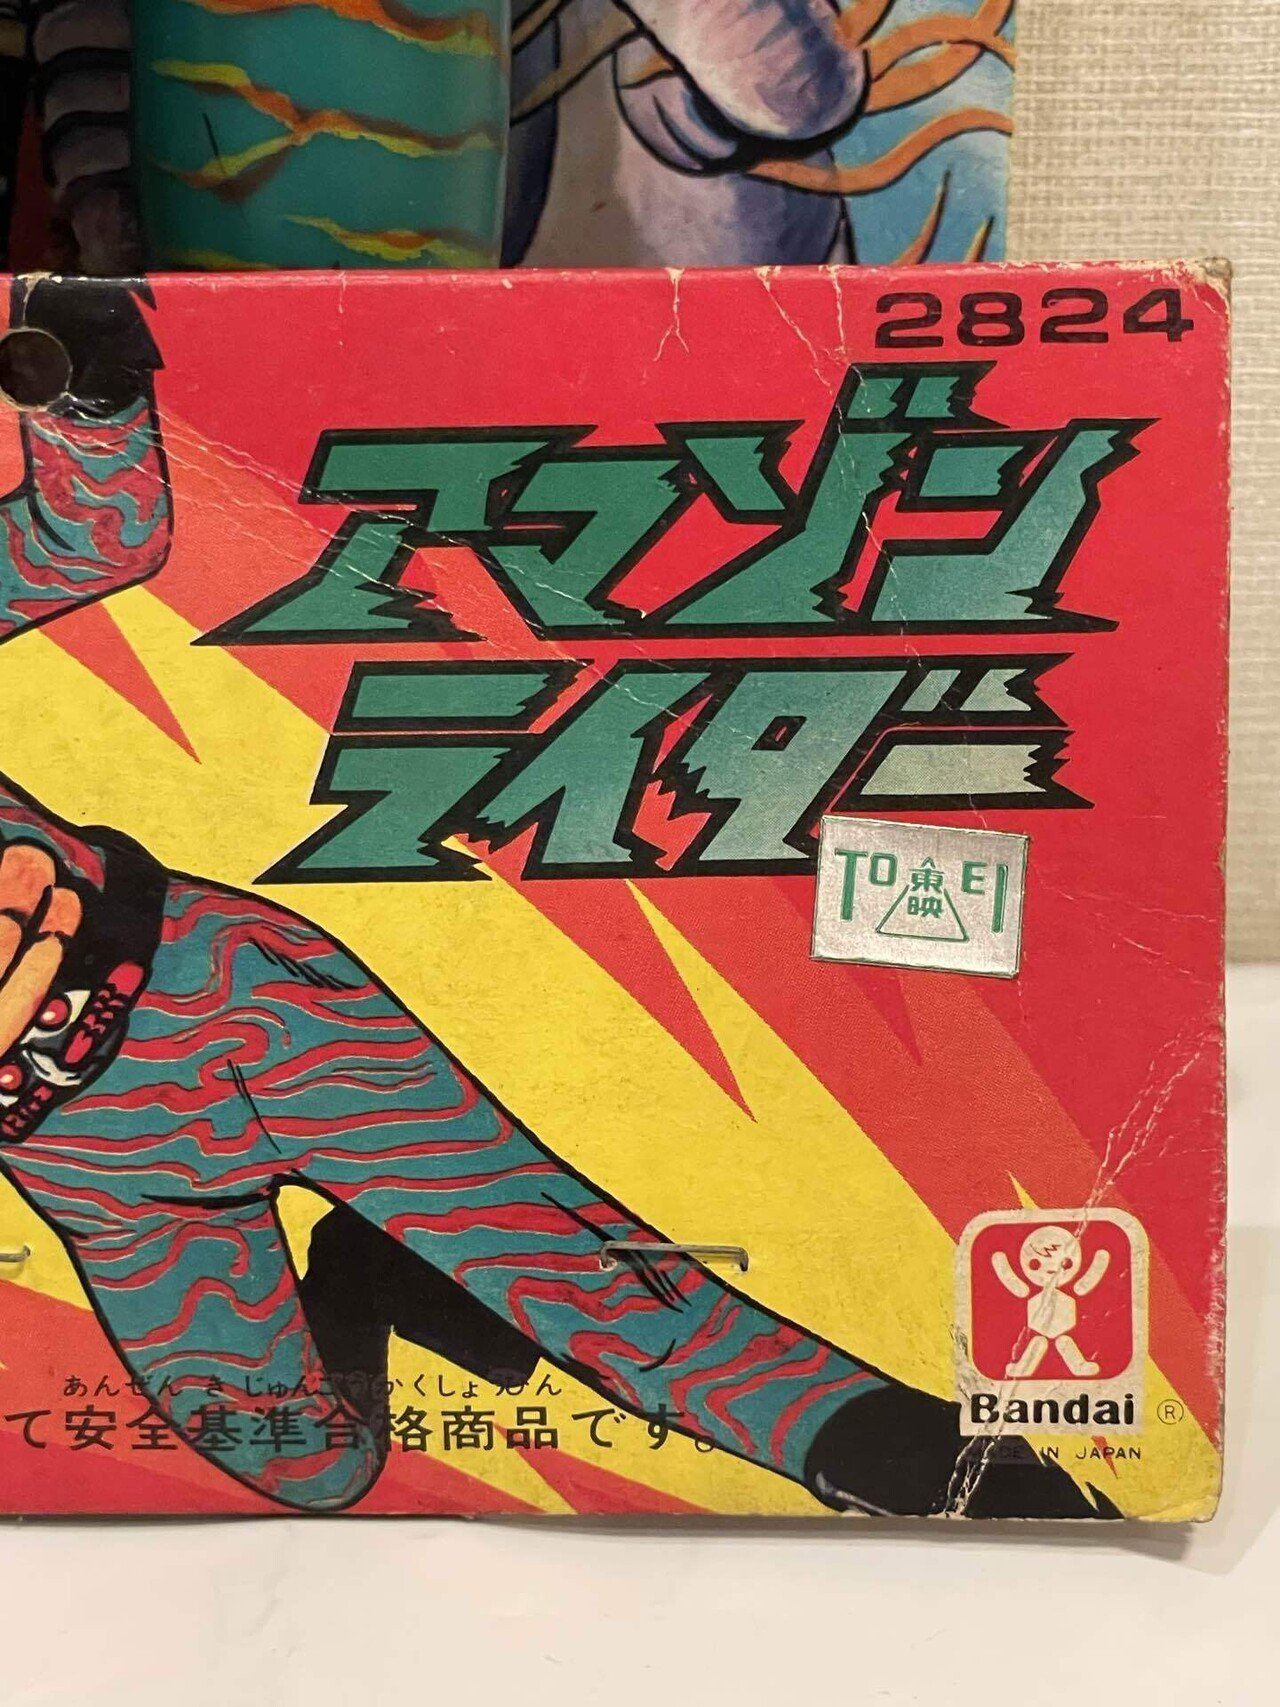 2824
アマゾン
ライダー
TOEI
東映
あんぜん き じゅんごうかくしょうひん
て安全基準合格商品です。
Bandai ®
MADE IN JAPAN